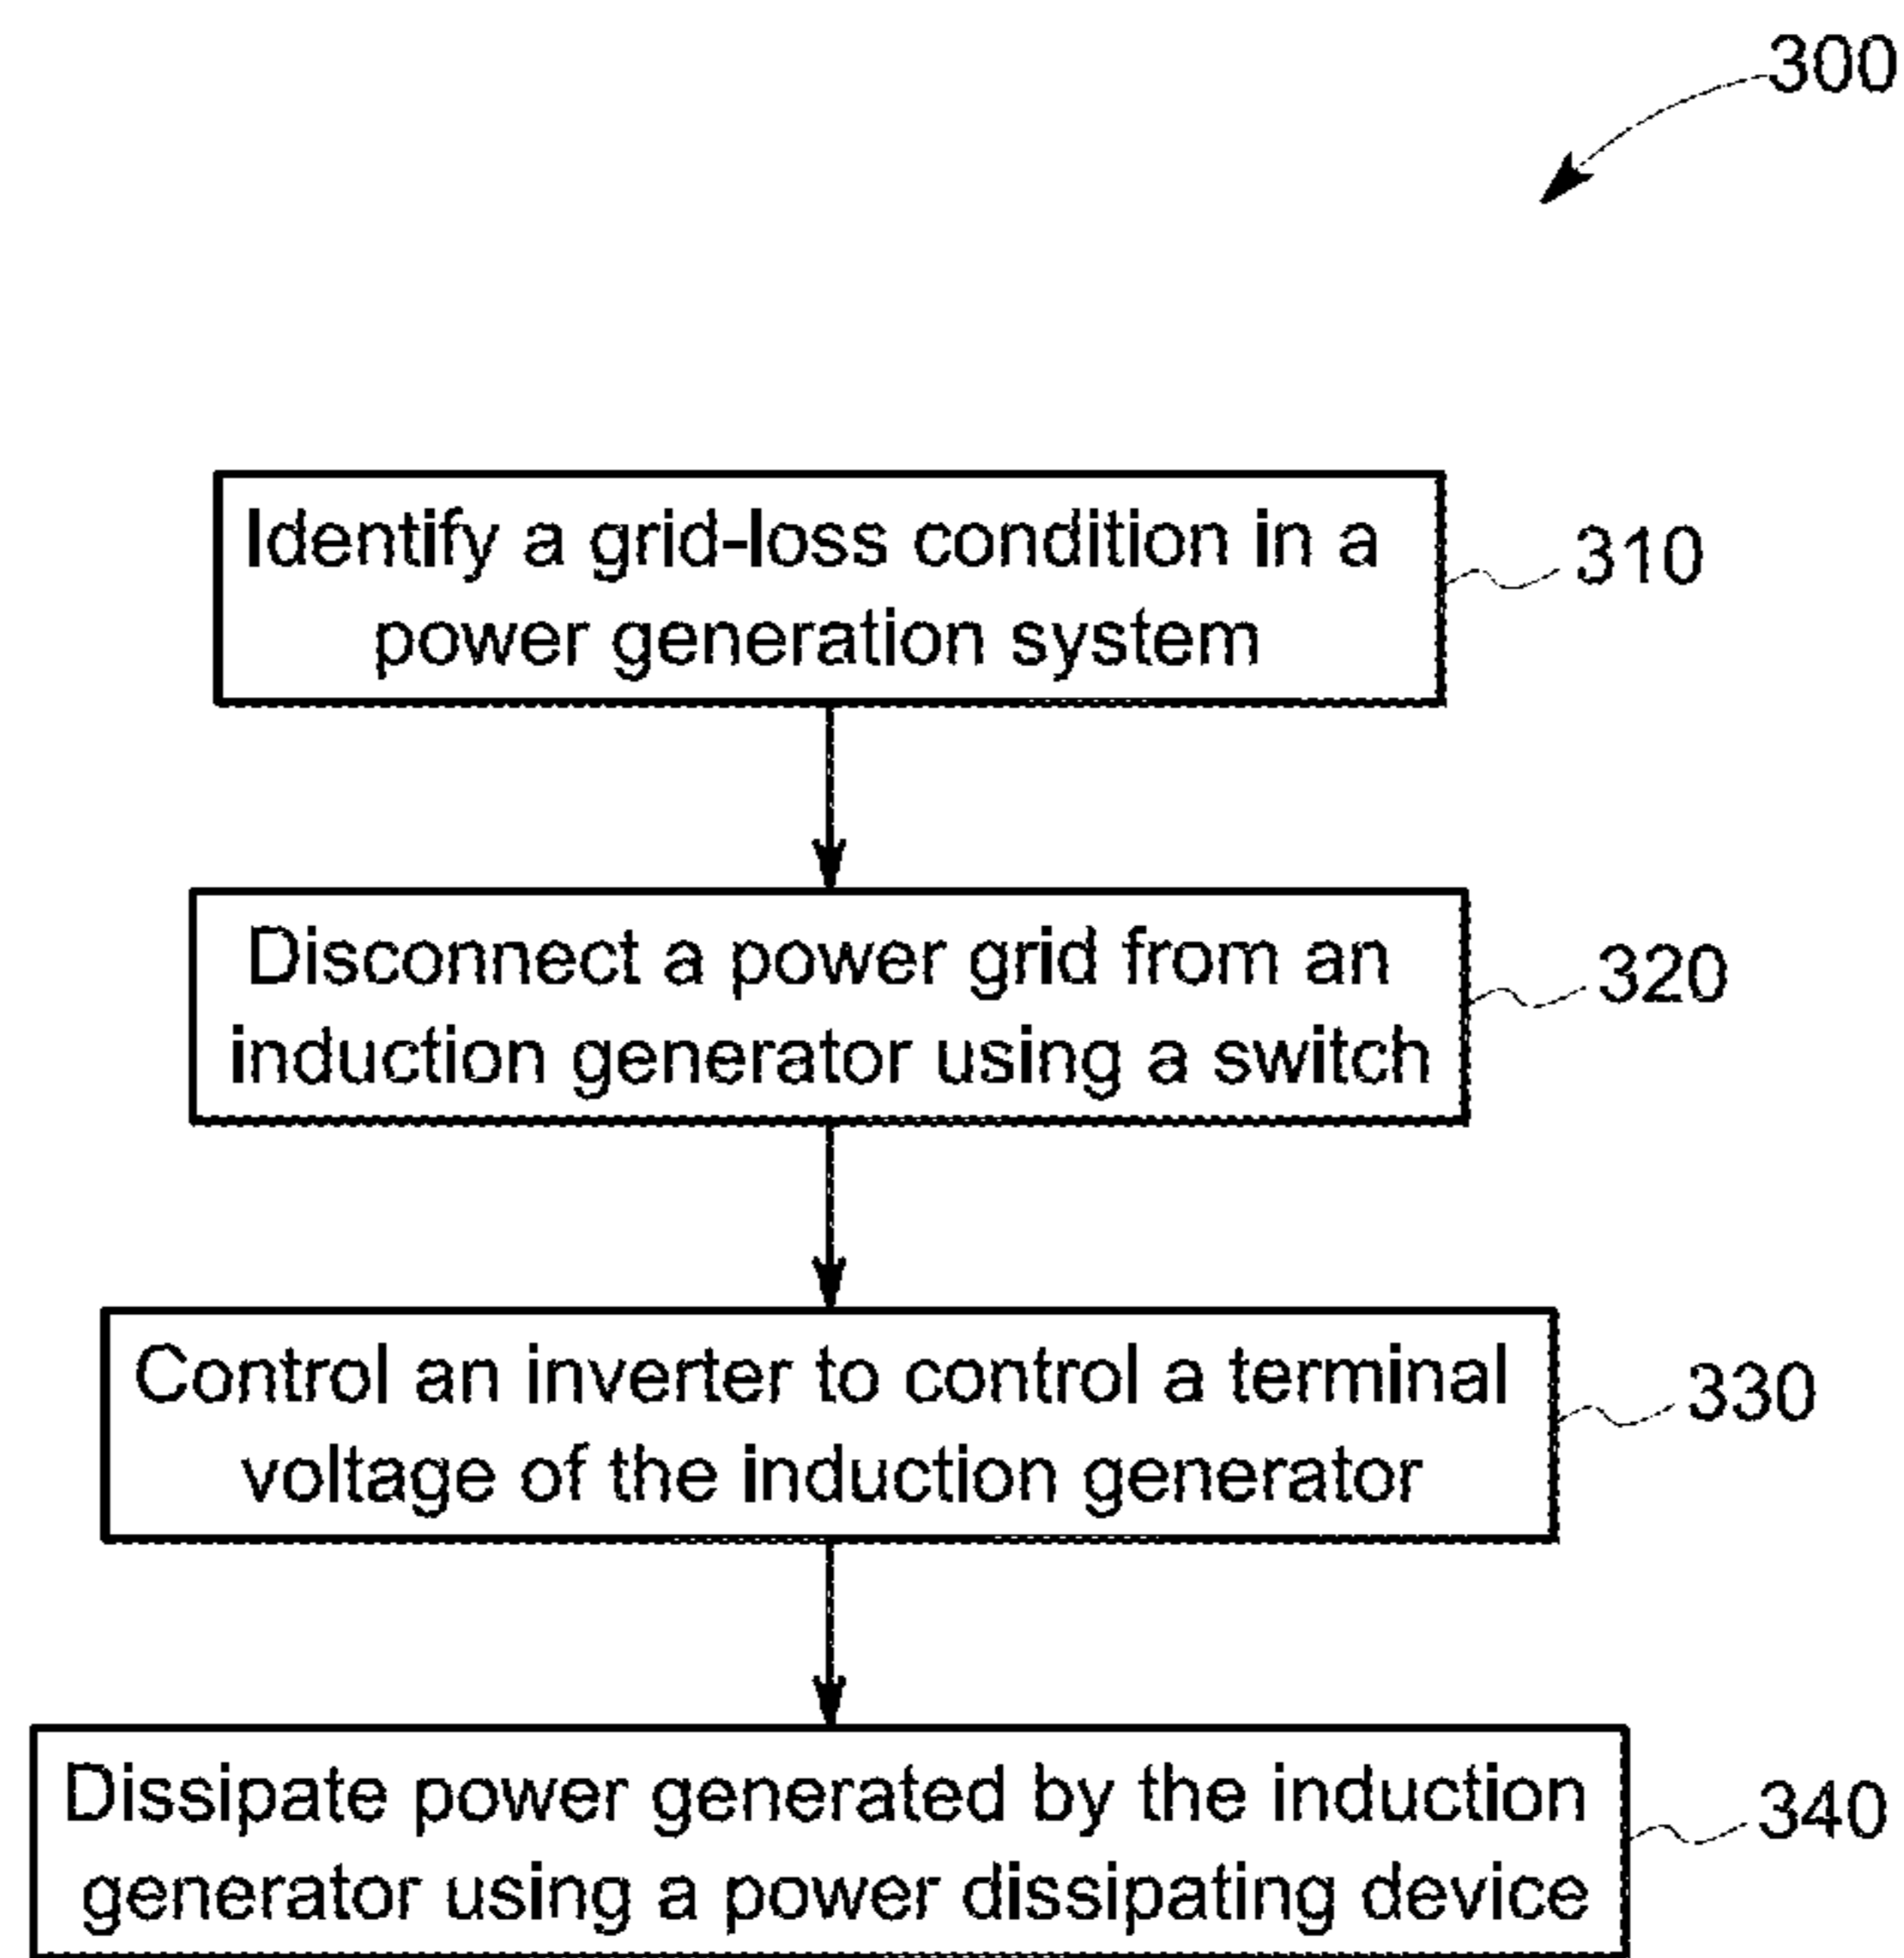 300
Identify a grid-loss condition in a
power generation system
310
Disconnect a power grid from an
induction generator using a switch
320
Control an inverter to control a terminal
voltage of the induction generator
330
Dissipate power generated by the induction
generator using a power dissipating device
340